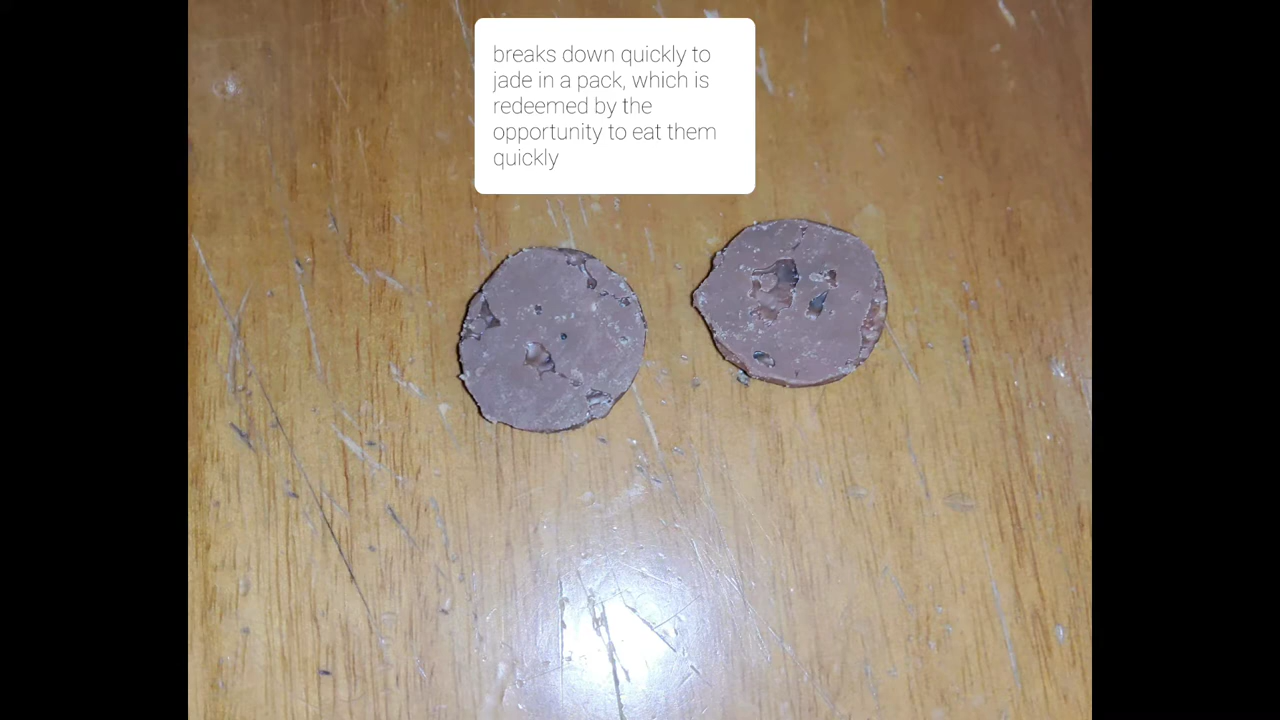 breaks down quickly to
jade in a pack, which is
redeemed by the
opportunity to eat them
quickly